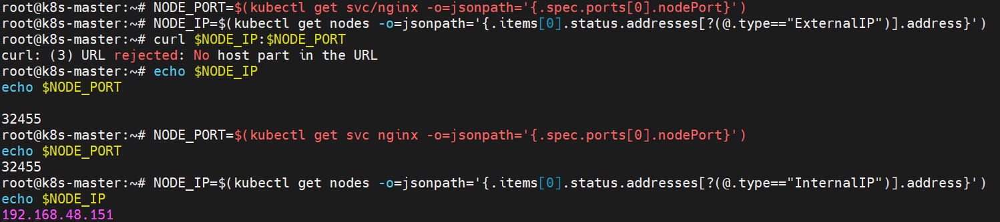 root@k8s-master:~# NODE_PORT=$(kubectl get svc/nginx -o=jsonpath='{.spec.ports[0].nodePort}')
root@k8s-master:~# NODE_IP=$(kubectl get nodes -o=jsonpath='{.items[0].status.addresses[?(@.type=="ExternalIP")].address}')
root@k8s-master:~# curl $NODE_IP:$NODE_PORT
curl: (3) URL rejected: No host part in the URL
root@k8s-master:~# echo $NODE_IP
echo $NODE_PORT
32455
root@k8s-master:~# NODE_PORT=$(kubectl get svc nginx -o=jsonpath='{.spec.ports[0].nodePort}')
echo $NODE_PORT
32455
root@k8s-master:~# NODE_IP=$(kubectl get nodes -o=jsonpath='{.items[0].status.addresses[?(@.type=="InternalIP")].address}')
echo $NODE_IP
192.168.48.151